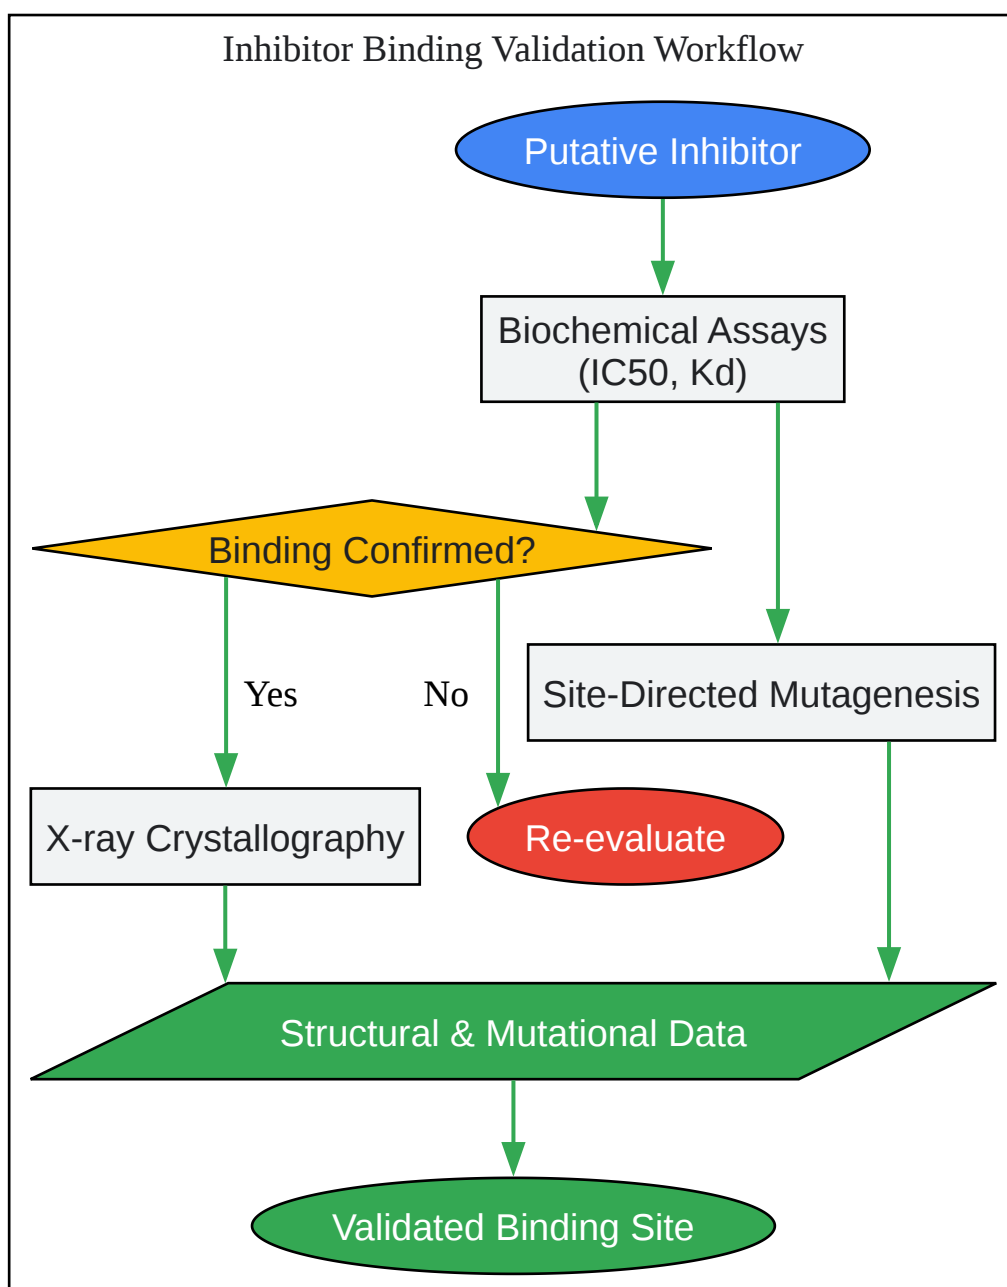 Inhibitor Binding Validation Workflow
Putative Inhibitor
Biochemical Assays
(IC50, Kd)
Binding Confirmed?
Yes
No
Site-Directed Mutagenesis
X-ray Crystallography
Re-evaluate
Structural & Mutational Data
Validated Binding Site